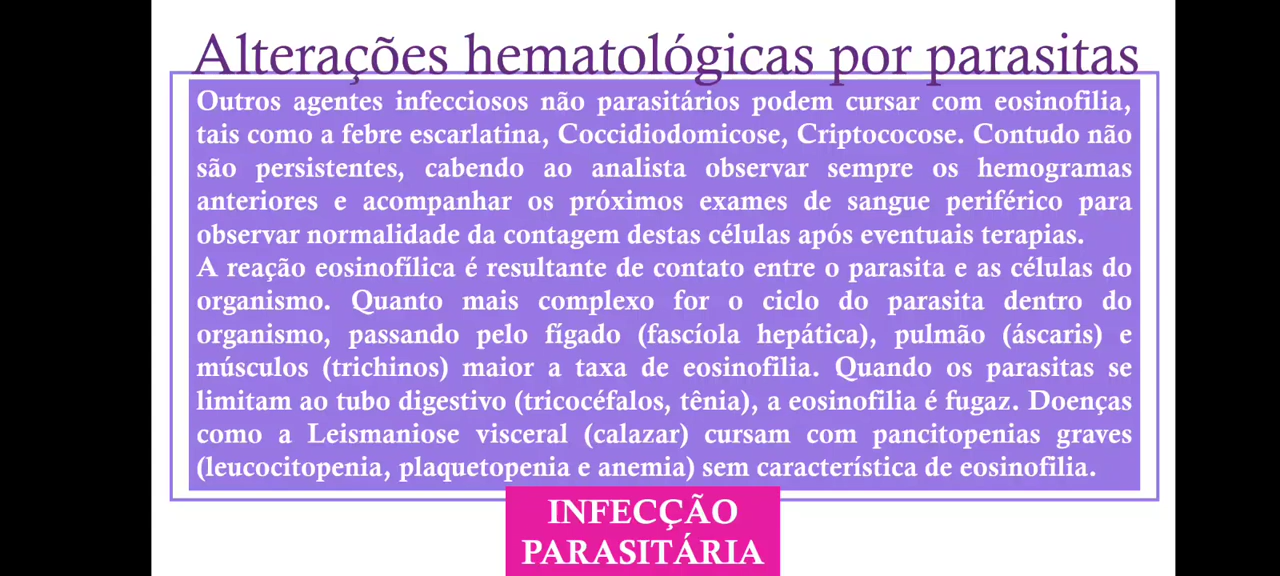 Alterações hematológicas por parasitas
Outros agentes infecciosos não parasitários podem cursar com eosinofilia,
tais como a febre escarlatina, Coccidiodomicose, Criptococose. Contudo não
são persistentes, cabendo ao analista observar sempre os hemogramas
anteriores e acompanhar os próximos exames de sangue periférico para
observar normalidade da contagem destas células após eventuais terapias.
A reação eosinofílica é resultante de contato entre o parasita e as células do
organismo. Quanto mais complexo for o ciclo do parasita dentro do
organismo, passando pelo fígado (fascíola hepática), pulmão (áscaris) e
músculos (trichinos) maior a taxa de eosinofilia. Quando os parasitas se
limitam ao tubo digestivo (tricocéfalos, tênia), a eosinofilia é fugaz. Doenças
como a Leismaniose visceral (calazar) cursam com pancitopenias graves
(leucocitopenia, plaquetopenia e anemia) sem característica de eosinofilia.
INFECÇÃO
PARASITÁRIA